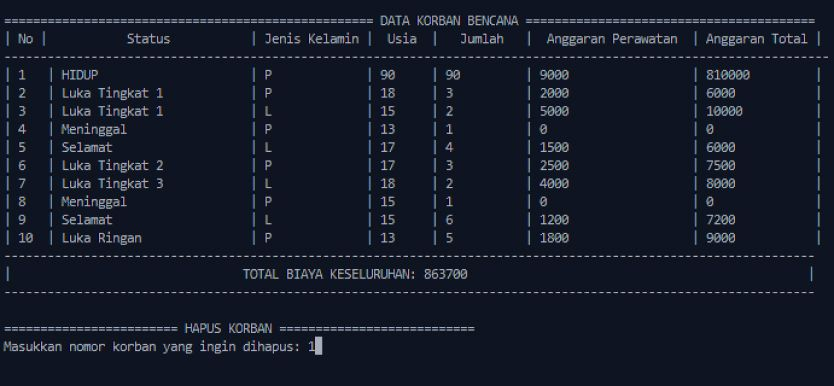 =================================================== DATA KORBAN BENCANA ========================================
| No | Status | Jenis Kelamin | Usia | Jumlah | Anggaran Perawatan | Anggaran Total |
----------------------------------------------------------------------------------------------------------------
| 1 | HIDUP | P | 90 | 90 | 9000 | 810000 |
| 2 | Luka Tingkat 1 | P | 18 | 3 | 2000 | 6000 |
| 3 | Luka Tingkat 1 | L | 15 | 2 | 5000 | 10000 |
| 4 | Meninggal | P | 13 | 1 | 0 | 0 |
| 5 | Selamat | L | 17 | 4 | 1500 | 6000 |
| 6 | Luka Tingkat 2 | P | 17 | 3 | 2500 | 7500 |
| 7 | Luka Tingkat 3 | L | 18 | 2 | 4000 | 8000 |
| 8 | Meninggal | P | 15 | 1 | 0 | 0 |
| 9 | Selamat | L | 15 | 6 | 1200 | 7200 |
| 10 | Luka Ringan | P | 13 | 5 | 1800 | 9000 |
----------------------------------------------------------------------------------------------------------------
| TOTAL BIAYA KESELURUHAN: 863700 |
----------------------------------------------------------------------------------------------------------------
======================== HAPUS KORBAN ===========================
Masukkan nomor korban yang ingin dihapus: 1